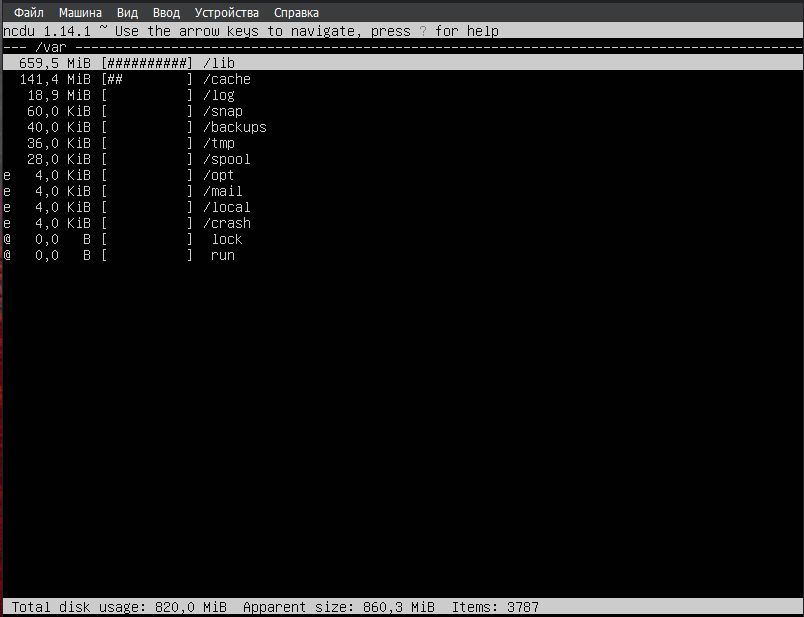 Файл Машина Вид Ввод Устройства Справка
ncdu 1.14.1 ~ Use the arrow keys to navigate, press ? for help
--- /var -------------------------------------------------------------------------------------------
  659,5 MiB [##########] /lib
  141,4 MiB [##        ] /cache
   18,9 MiB [          ] /log
   60,0 KiB [          ] /snap
   40,0 KiB [          ] /backups
   36,0 KiB [          ] /tmp
   28,0 KiB [          ] /spool
e   4,0 KiB [          ] /opt
e   4,0 KiB [          ] /mail
e   4,0 KiB [          ] /local
e   4,0 KiB [          ] /crash
@   0,0   B [          ]  lock
@   0,0   B [          ]  run
Total disk usage: 820,0 MiB  Apparent size: 860,3 MiB  Items: 3787